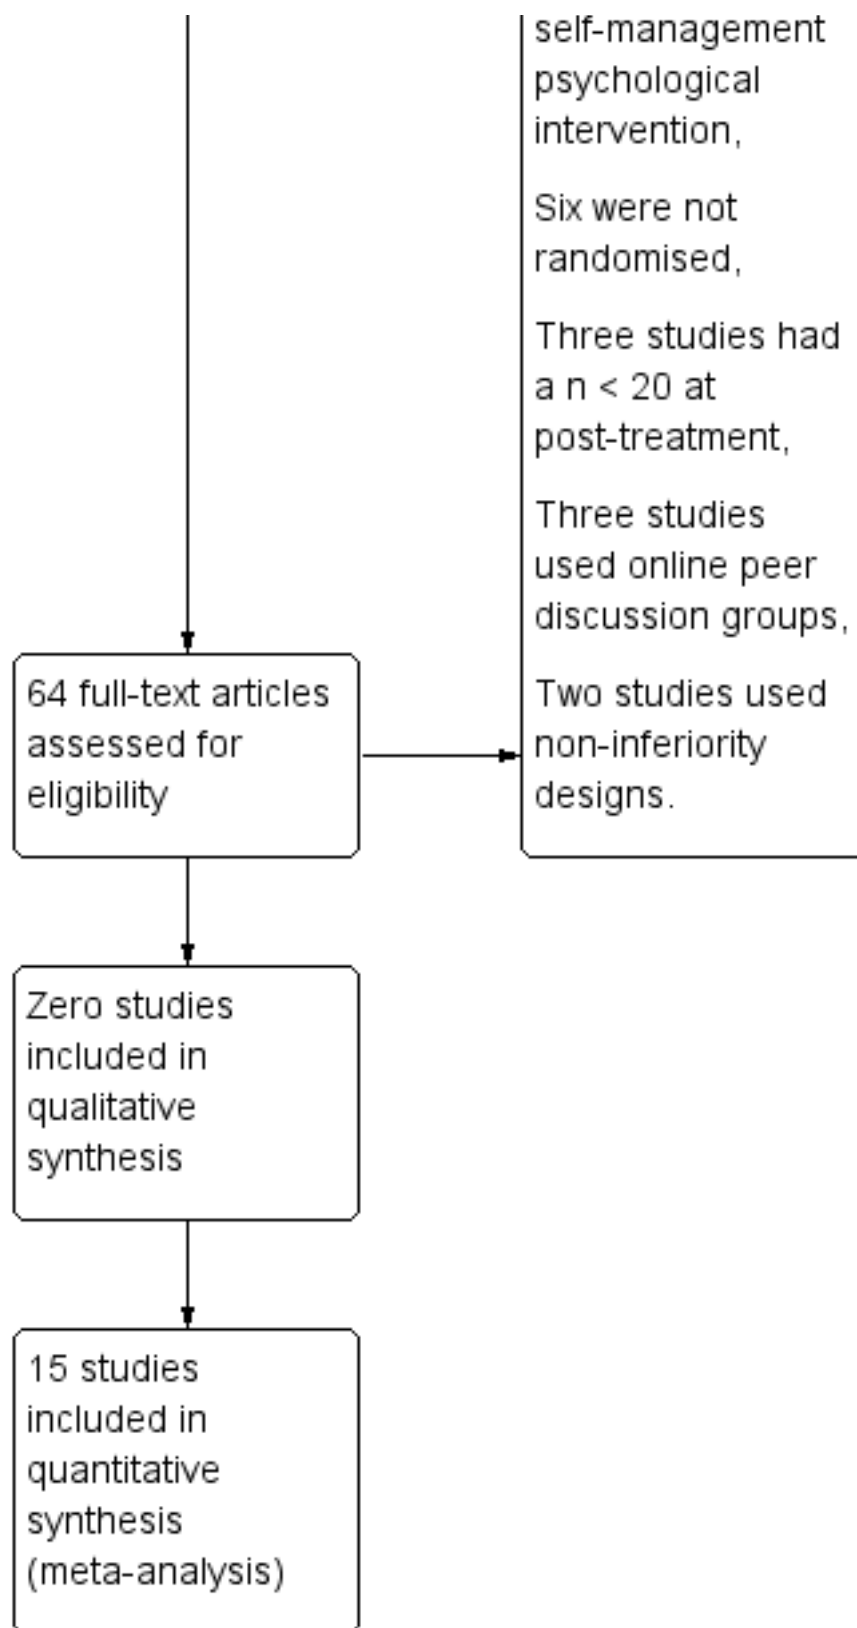 self-management
psychological
intervention,
Six were not
randomised,
Three studies had
a n < 20 at
post-treatment,
Three studies
used online peer
discussion groups,
Two studies used
non-inferiority
designs.
64 full-text articles
assessed for
eligibility
Zero studies
included in
qualitative
synthesis
15 studies
included in
quantitative
synthesis
(meta-analysis)